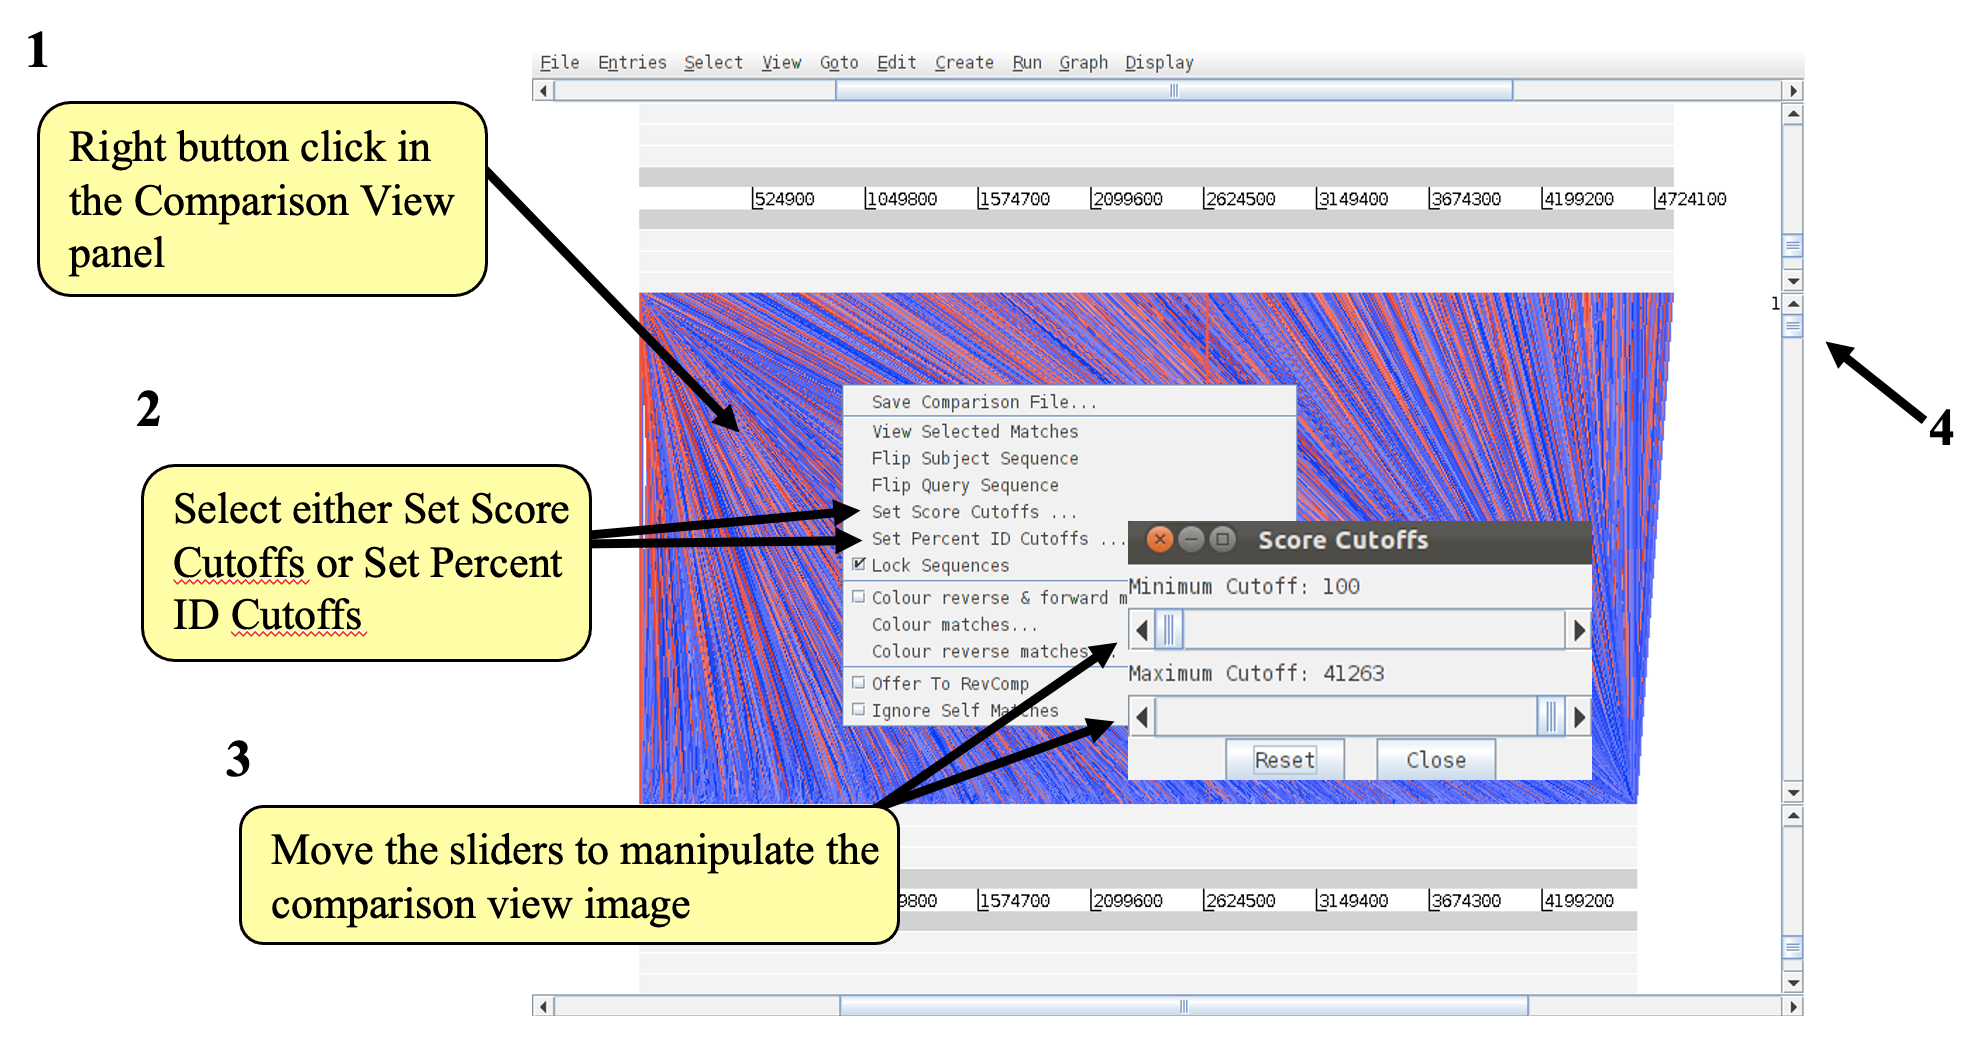 1
File Entries Select View Goto Edit Create Run Graph Display
Right button click in
the Comparison View
panel
524900 1049800 1574700 2099600 2624500 3149400 3674300 4199200 4724100
1
2
4
Save Comparison File...
View Selected Matches
Flip Subject Sequence
Flip Query Sequence
Set Score Cutoffs ...
Set Percent ID Cutoffs ...
Lock Sequences
Colour reverse & forward m
Colour matches...
Colour reverse matches...
Offer To RevComp
Ignore Self Matches
Select either Set Score
Cutoffs or Set Percent
ID Cutoffs
Score Cutoffs
Minimum Cutoff: 100
Maximum Cutoff: 41263
Reset Close
3
Move the sliders to manipulate the
comparison view image
9800 1574700 2099600 2624500 3149400 3674300 4199200